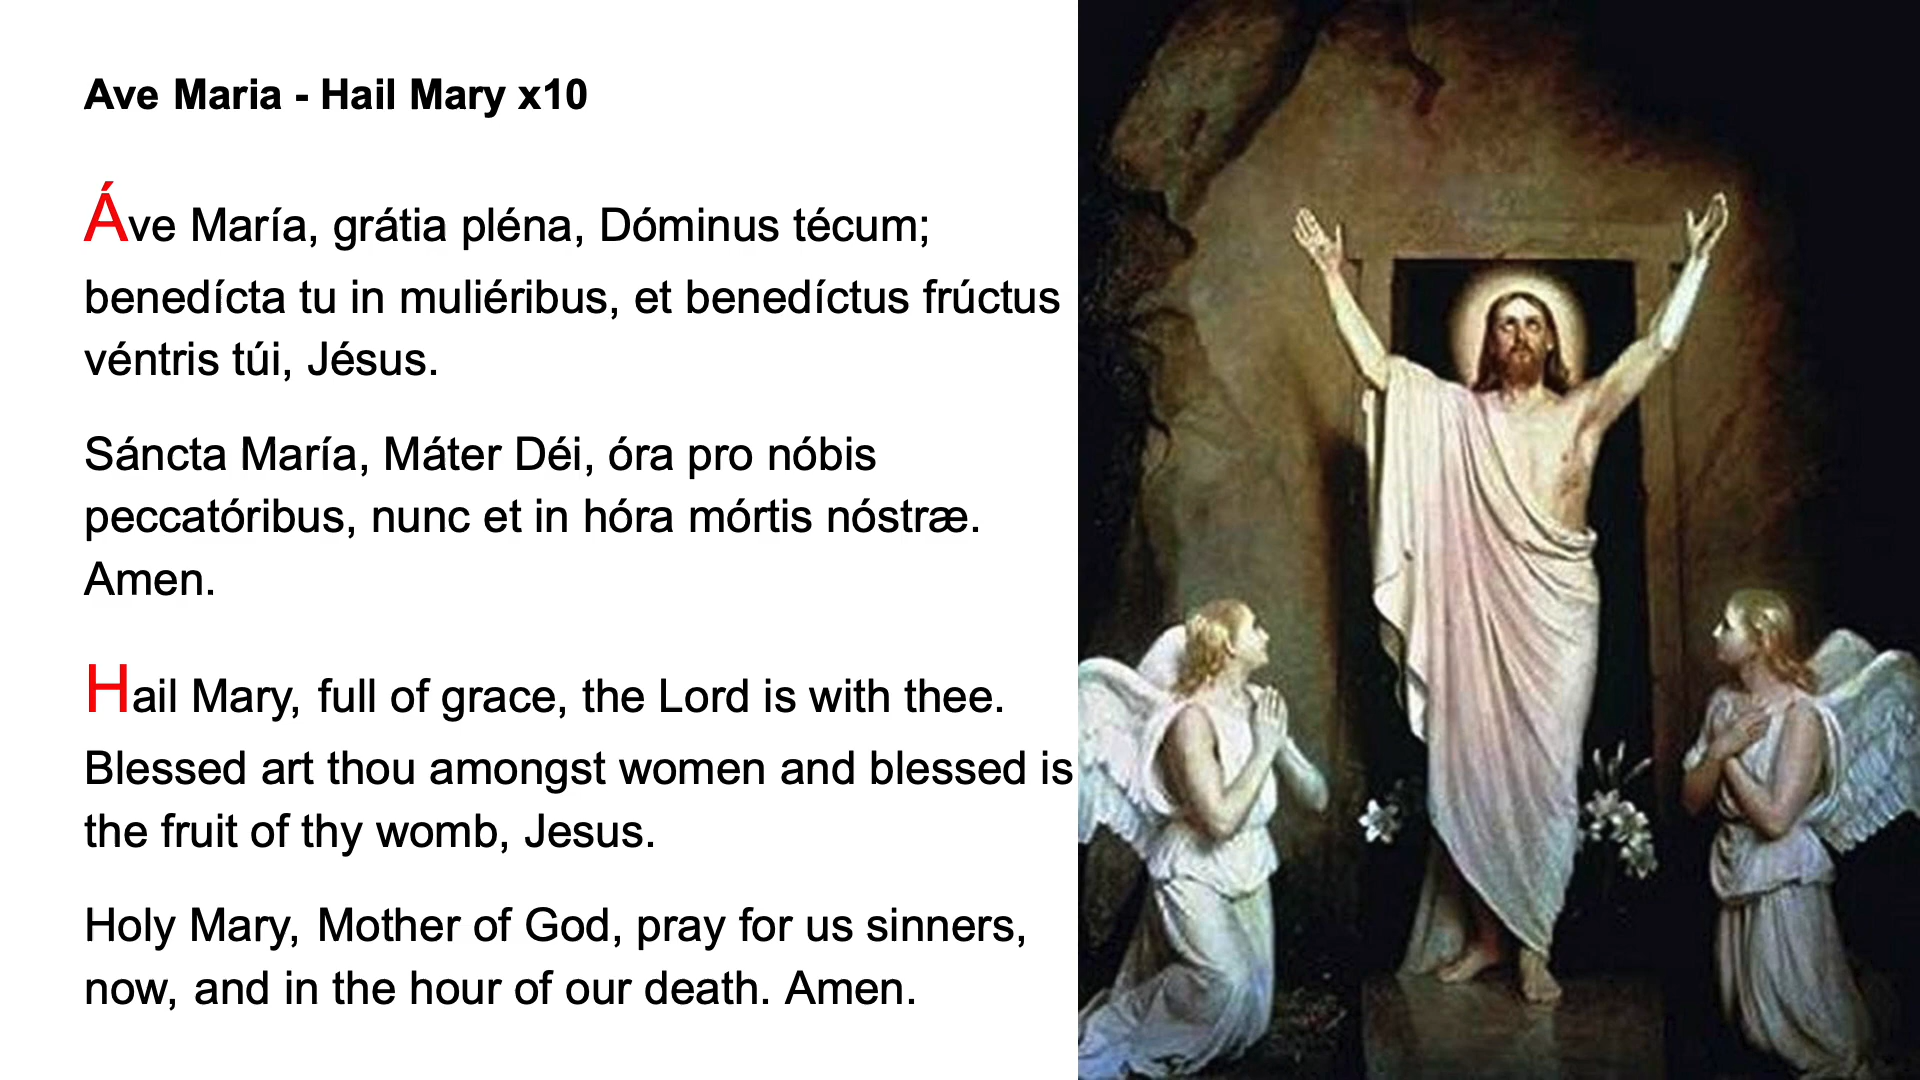 Ave Maria - Hail Mary x10
Áve María, grátia pléna, Dóminus técum;
benedícta tu in muliéribus, et benedíctus frúctus
véntris túi, Jésus.
Sáncta María, Máter Déi, óra pro nóbis
peccatóribus, nunc et in hóra mórtis nóstræ.
Amen.
Hail Mary, full of grace, the Lord is with thee.
Blessed art thou amongst women and blessed is
the fruit of thy womb, Jesus.
Holy Mary, Mother of God, pray for us sinners,
now, and in the hour of our death. Amen.